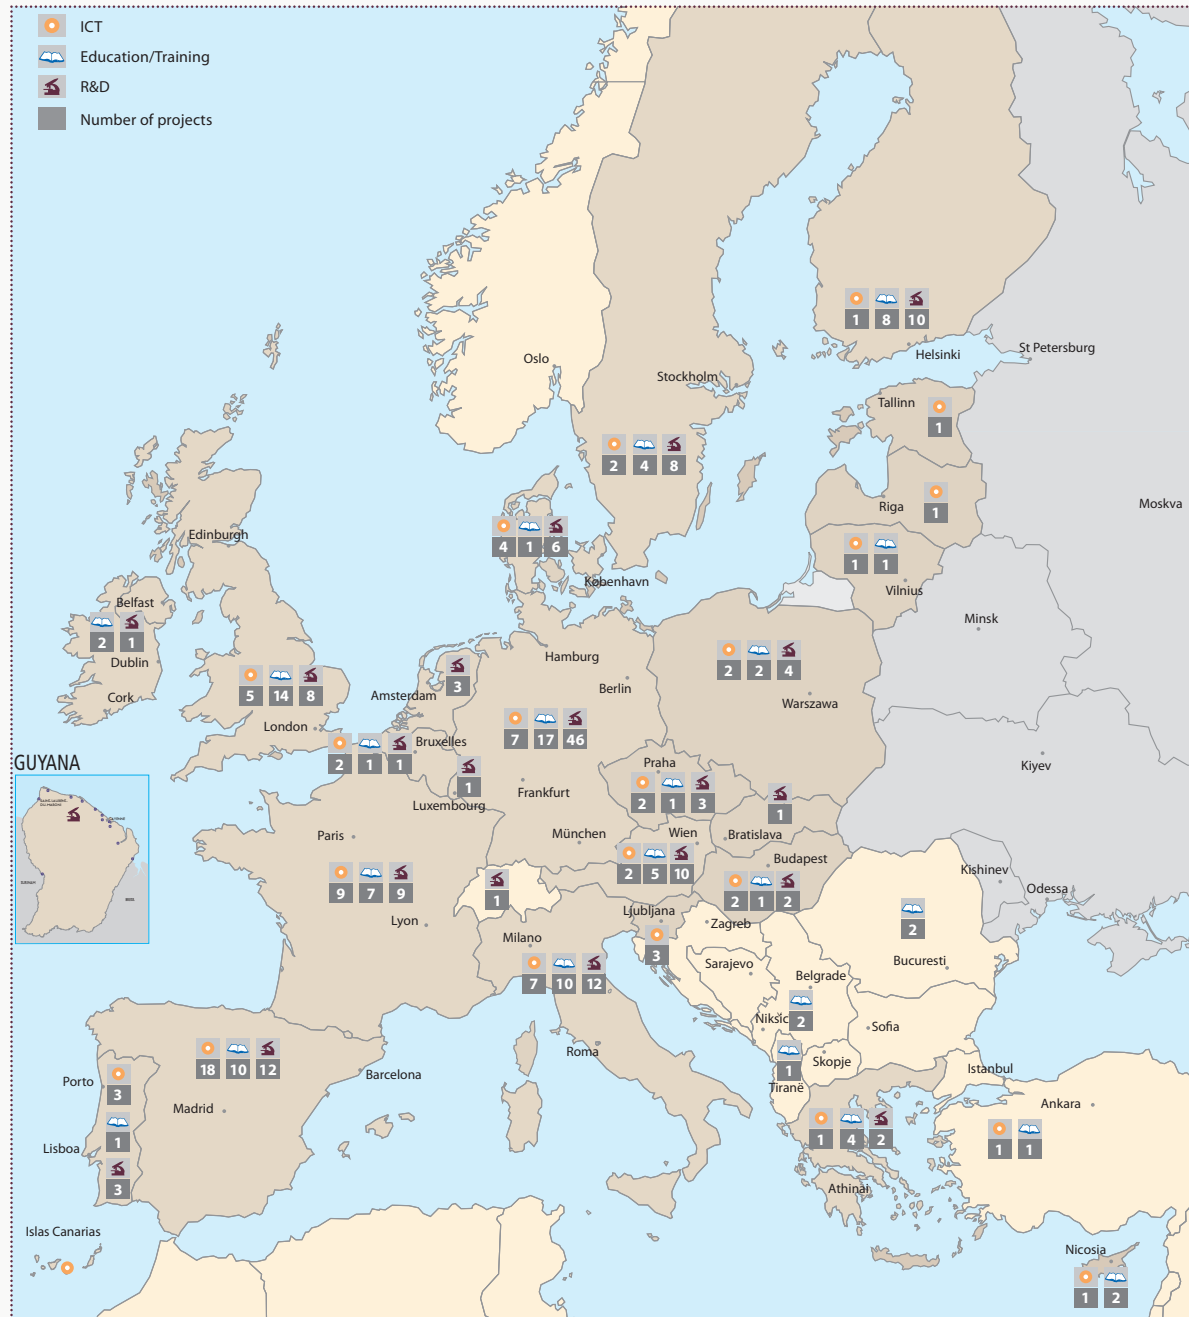 ICT
Education/Training
R&D
Number of projects
1 8 10
Helsinki
St Petersburg
Oslo
Stockholm
Tallinn
1
2 4 8
Riga
1
Moskva
Edinburgh
4 1 6
København
1 1
Vilnius
Belfast
2 1
Dublin
Cork
Minsk
Hamburg
Berlin
2 2 4
Warszawa
5 14 8
London
Amsterdam
3
7 17 46
2 1 1
Bruxelles
1
Luxembourg
Frankfurt
Praha
2 1 3
1
Kiyev
GUYANA
Paris
München
Wien
Bratislava
2 5 10
Budapest
2 1 2
Kishinev
Odessa
9 7 9
Lyon
1
Ljubljana
3
Zagreb
2
Bucuresti
Milano
7 10 12
Sarajevo
Belgrade
2
Niksic
Sofia
Roma
1
Tiranë
Skopje
Istanbul
Ankara
1 1
18 10 12
Barcelona
Madrid
Porto
3
1
Lisboa
3
1 4 2
Athinai
Islas Canarias
Nicosia
1 2